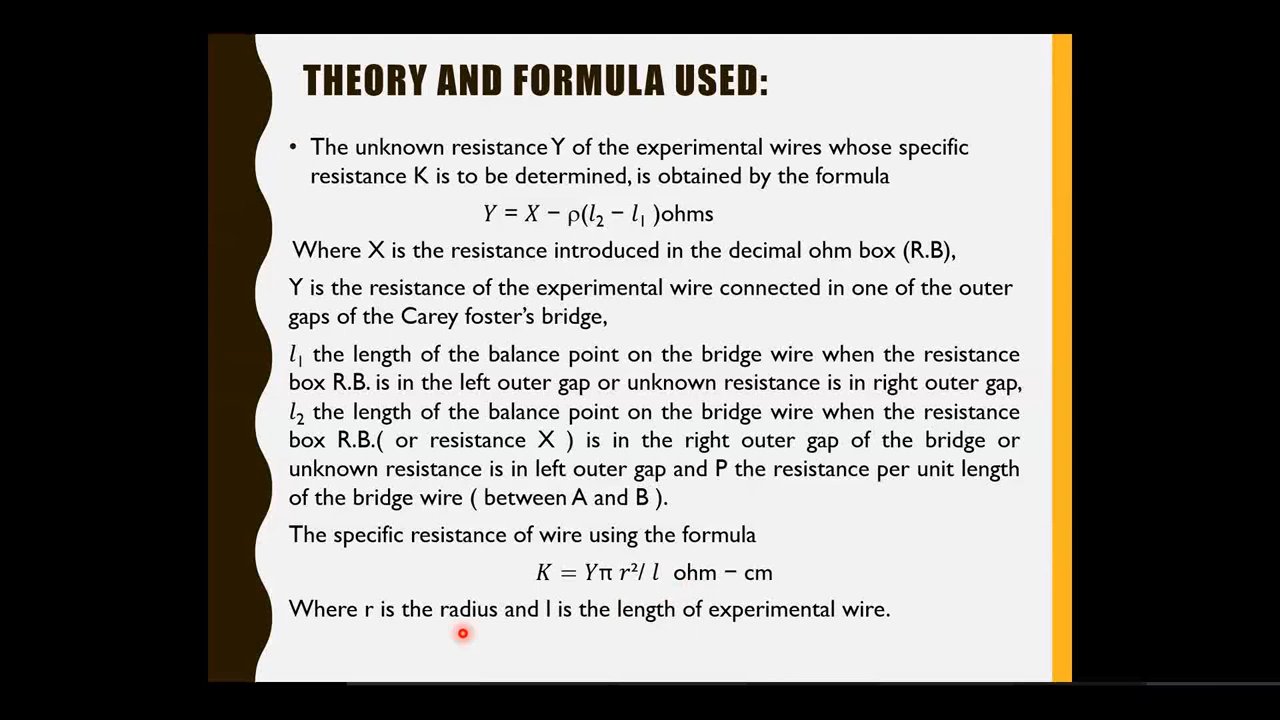 THEORY AND FORMULA USED:
• The unknown resistance Y of the experimental wires whose specific
resistance K is to be determined, is obtained by the formula
Y = X − ρ(l₂ − l₁ )ohms
Where X is the resistance introduced in the decimal ohm box (R.B),
Y is the resistance of the experimental wire connected in one of the outer
gaps of the Carey foster's bridge,
l₁ the length of the balance point on the bridge wire when the resistance
box R.B. is in the left outer gap or unknown resistance is in right outer gap,
l₂ the length of the balance point on the bridge wire when the resistance
box R.B.( or resistance X ) is in the right outer gap of the bridge or
unknown resistance is in left outer gap and P the resistance per unit length
of the bridge wire ( between A and B ).
The specific resistance of wire using the formula
K = Yπ r²/ l ohm − cm
Where r is the radius and l is the length of experimental wire.